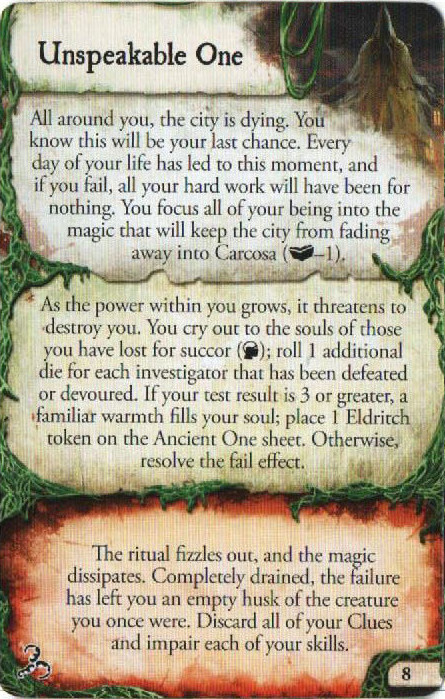 Unspeakable One
All around you, the city is dying. You
know this will be your last chance. Every
day of your life has led to this moment, and
if you fail, all your hard work will have been for
nothing. You focus all of your being into the
magic that will keep the city from fading
away into Carcosa (–1).
As the power within you grows, it threatens to
destroy you. You cry out to the souls of those
you have lost for succor (); roll 1 additional
die for each investigator that has been defeated
or devoured. If your test result is 3 or greater, a
familiar warmth fills your soul; place 1 Eldritch
token on the Ancient One sheet. Otherwise,
resolve the fail effect.
The ritual fizzles out, and the magic
dissipates. Completely drained, the failure
has left you an empty husk of the creature
you once were. Discard all of your Clues
and impair each of your skills.
8